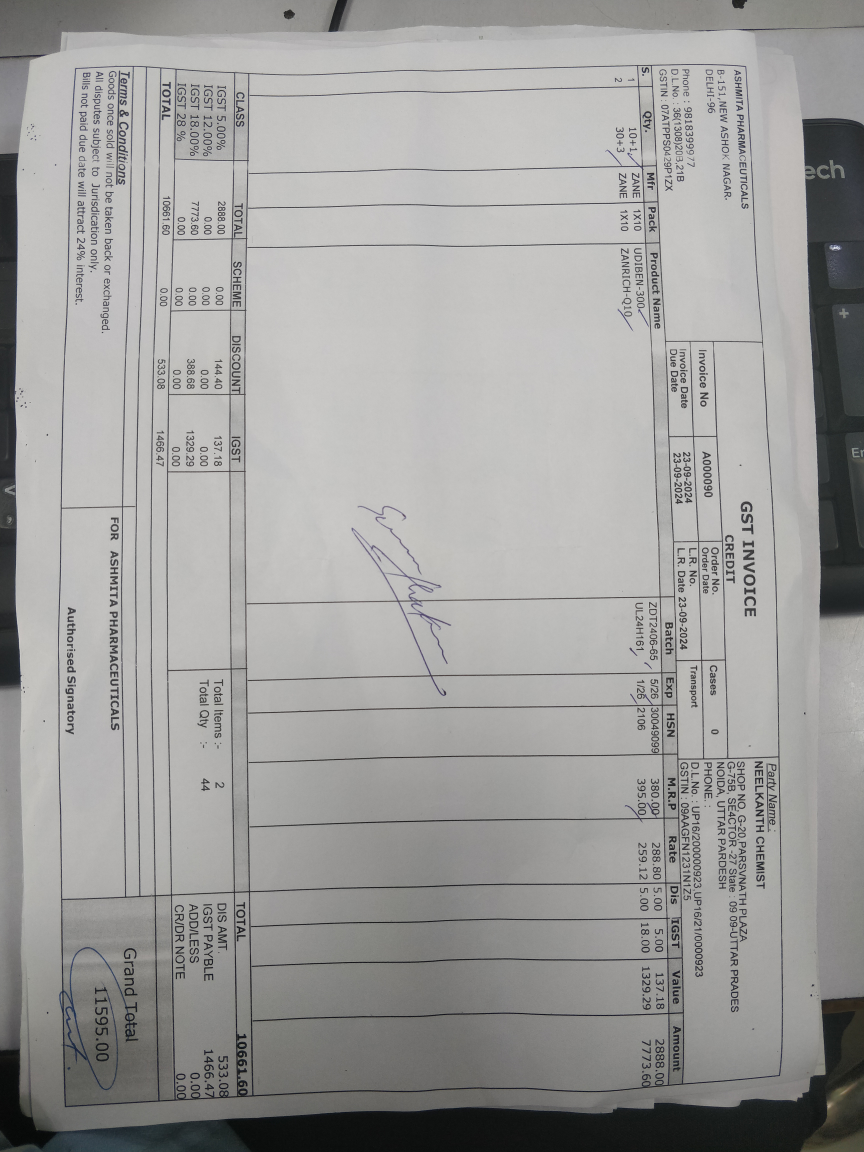 ASHMITA PHARMACEUTICALS
B-151,NEW ASHOK NAGAR.
DELHI-96
Phone : 9818399977
D.L.No. : 36(1308)20B,21B
GSTIN : 07ATPPS0429P1ZX
GST INVOICE
CREDIT
Invoice No A000090 Order No.
Order Date
Invoice Date 23-09-2024 L.R. No.
Due Date 23-09-2024 L.R. Date 23-09-2024
Cases 0
Transport
Party Name :
NEELKANTH CHEMIST
SHOP NO. G-20 PARSVNATH PLAZA
G-75B, SE4CTOR -27 State : 09 09-UTTAR PRADES
NOIDA, UTTAR PARDESH
PHONE. :
D.L.No. : UP16/200000923,UP16/21/0000923
GSTIN : 09AAGFN1231N1Z5
S. Qty. Mfr Pack Product Name Batch Exp HSN M.R.P Rate Dis IGST Value Amount
1 10+1 ZANE 1X10 UDIBEN-300 ZDT2406-65 5/26 30049099 380.00 288.80 5.00 5.00 137.18 2888.00
2 30+3 ZANE 1X10 ZANRICH-Q10 UL24H161 1/26 2106 395.00 259.12 5.00 18.00 1329.29 7773.60
CLASS TOTAL SCHEME DISCOUNT IGST TOTAL 10661.60
IGST 5.00% 2888.00 0.00 144.40 137.18 Total Items :- 2 DIS AMT. 533.08
IGST 12.00% 0.00 0.00 0.00 0.00 Total Qty :- 44 IGST PAYBLE 1466.47
IGST 18.00% 7773.60 0.00 388.68 1329.29 ADD/LESS 0.00
IGST 28 % 0.00 0.00 0.00 0.00 CR/DR NOTE 0.00
TOTAL 10661.60 0.00 533.08 1466.47
Terms & Conditions
Goods once sold will not be taken back or exchanged.
All disputes subject to Jurisdication only.
Bills not paid due date will attract 24% interest.
FOR ASHMITA PHARMACEUTICALS
Authorised Signatory
Grand Total
11595.00